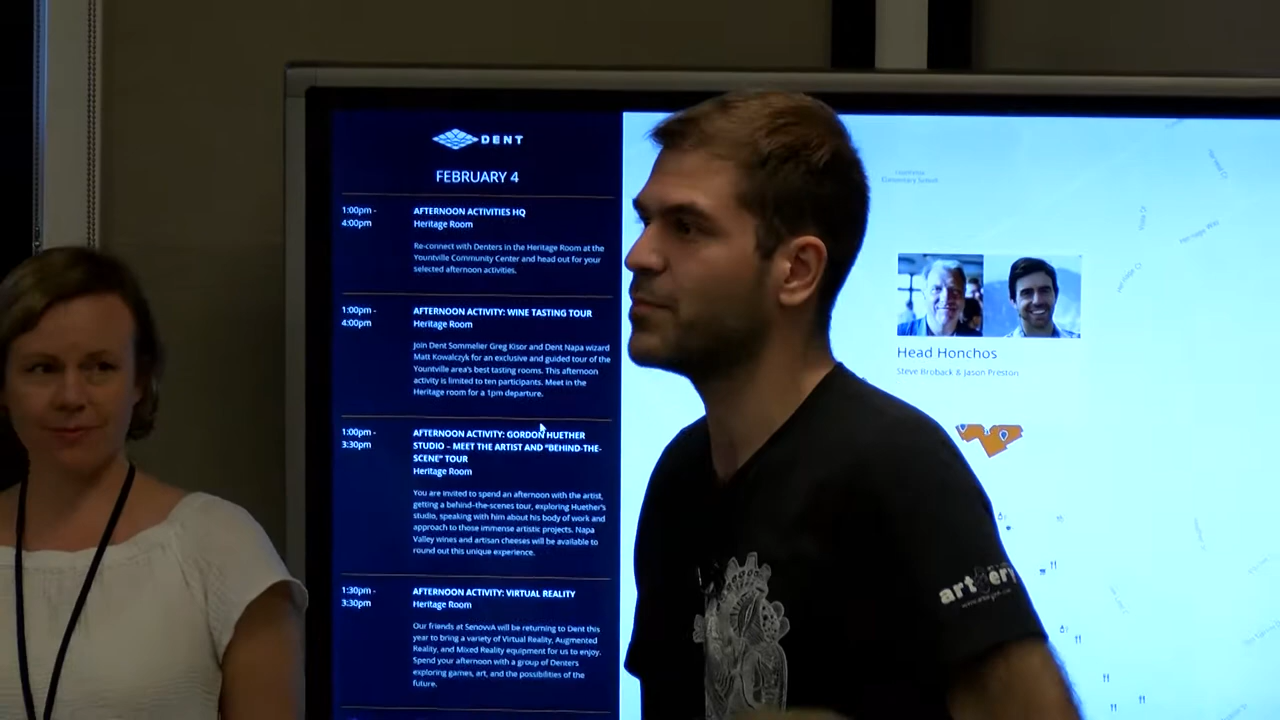 DENT
FEBRUARY 4
1:00pm -
4:00pm
AFTERNOON ACTIVITIES HQ
Heritage Room
Re-connect with Denters in the Heritage Room at the
Yountville Community Center and head out for your
selected afternoon activities.
1:00pm -
4:00pm
AFTERNOON ACTIVITY: WINE TASTING TOUR
Heritage Room
Join Dent Sommelier Greg Kisor and Dent Napa wizard
Matt Kowalczyk for an exclusive and guided tour of the
Yountville area's best tasting rooms. This afternoon
activity is limited to ten participants. Meet in the
Heritage room for a 1pm departure.
1:00pm -
3:30pm
AFTERNOON ACTIVITY: GORDON HUETHER
STUDIO – MEET THE ARTIST AND "BEHIND-THE-
SCENE" TOUR
Heritage Room
You are invited to spend an afternoon with the artist,
getting a behind-the-scenes tour, exploring Huether's
studio, speaking with him about his body of work and
approach to those immense artistic projects. Napa
Valley wines and artisan cheeses will be available to
round out this unique experience.
1:30pm -
3:30pm
AFTERNOON ACTIVITY: VIRTUAL REALITY
Heritage Room
Our friends at SenovvA will be returning to Dent this
year to bring a variety of Virtual Reality, Augmented
Reality, and Mixed Reality equipment for us to enjoy.
Spend your afternoon with a group of Denters
exploring games, art, and the possibilities of the
future.
Elementary School
Heritage Way
Heritage Ct
Head Honchos
Steve Broback & Jason Preston